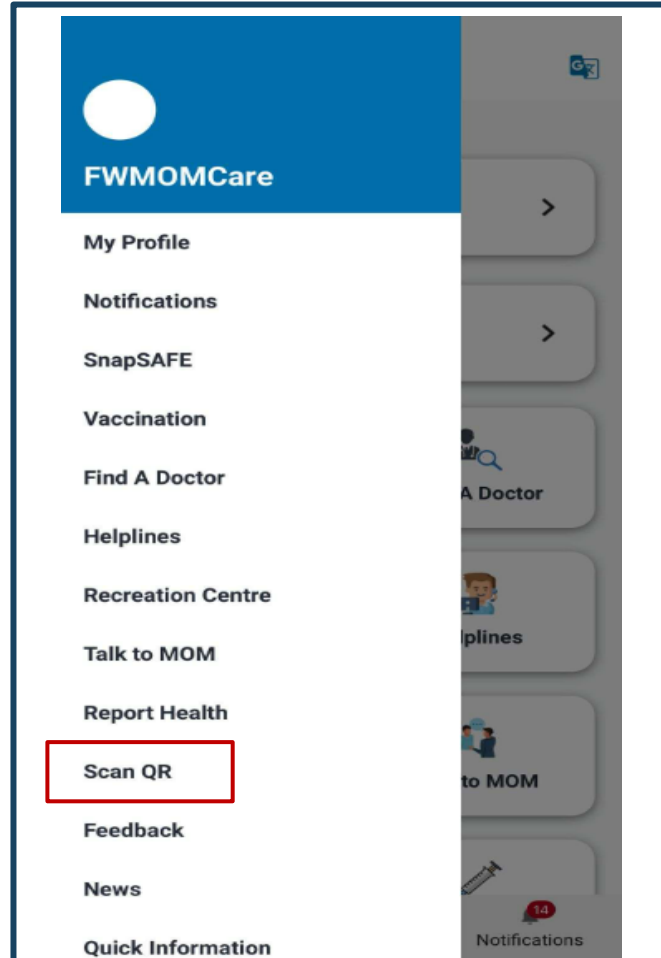 FWMOMCare
My Profile
Notifications
SnapSAFE
Vaccination
Find A Doctor
A Doctor
Helplines
lplines
Recreation Centre
Talk to MOM
Report Health
Scan QR
to MOM
Feedback
News
14
Quick Information
Notifications